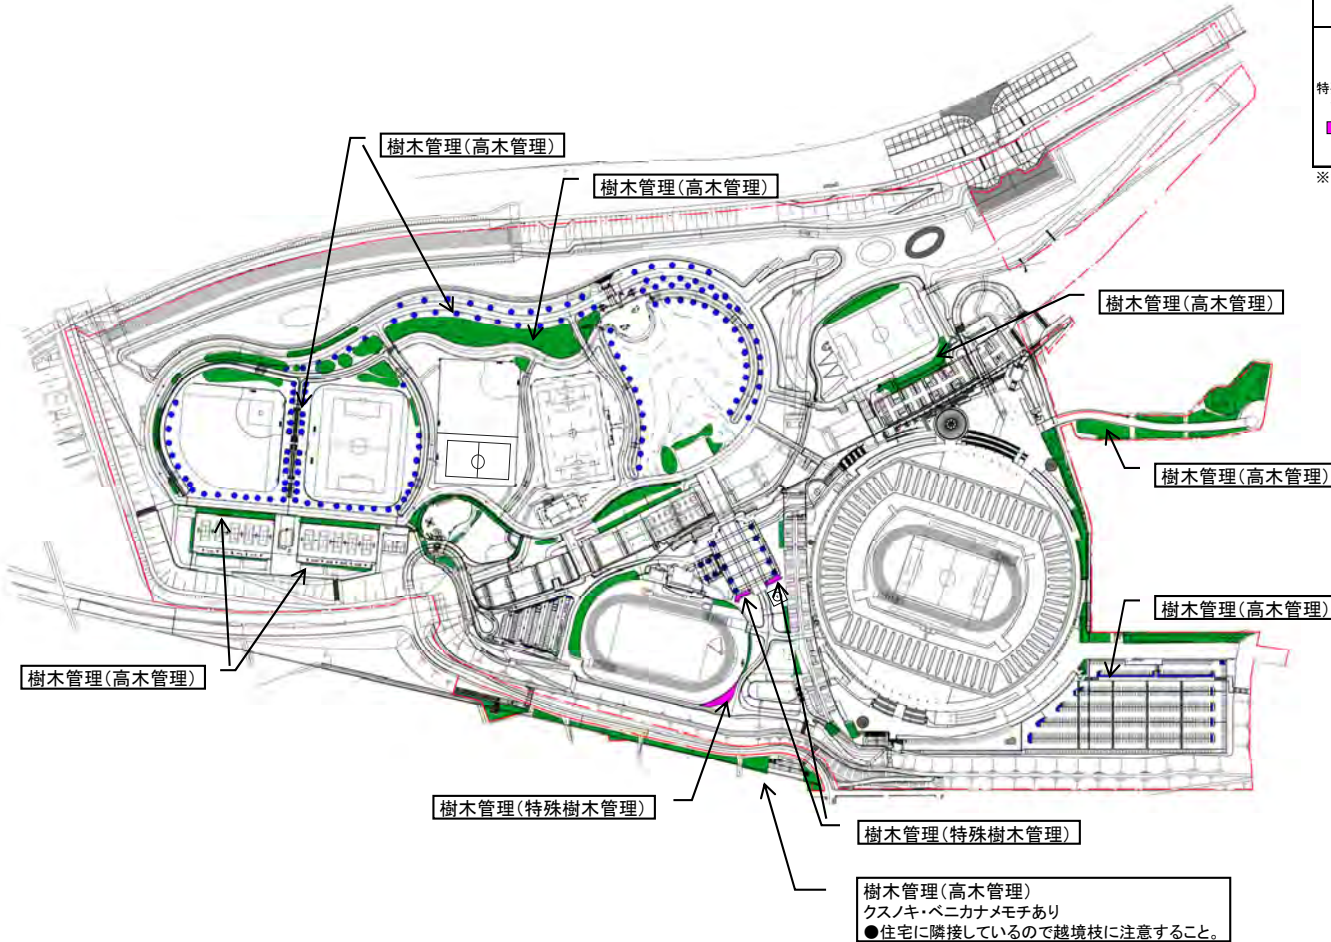 特
※
樹木管理(高木管理)
樹木管理(高木管理)
樹木管理(高木管理)
樹木管理(高木管理)
樹木管理(高木管理)
樹木管理(高木管理)
樹木管理(特殊樹木管理)
樹木管理(特殊樹木管理)
樹木管理(高木管理)
クスノキ・ベニカナメモチあり
●住宅に隣接しているので越境枝に注意すること。